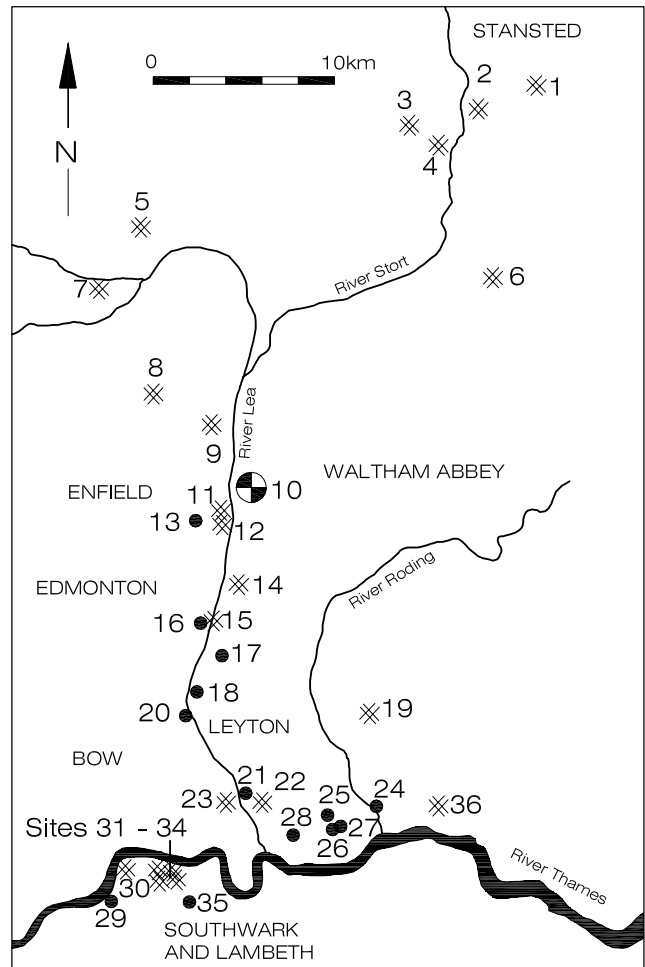 STANSTED
0 10km
2
1
3
4
N
5
River Stort
6
7
8
River Lea
9
WALTHAM ABBEY
ENFIELD
11
10
13
12
River Roding
EDMONTON
14
16
15
17
18
19
20
LEYTON
BOW
21
22
24
23
25
36
28
27
Sites 31 - 34
26
River Thames
30
29
35
SOUTHWARK
AND LAMBETH